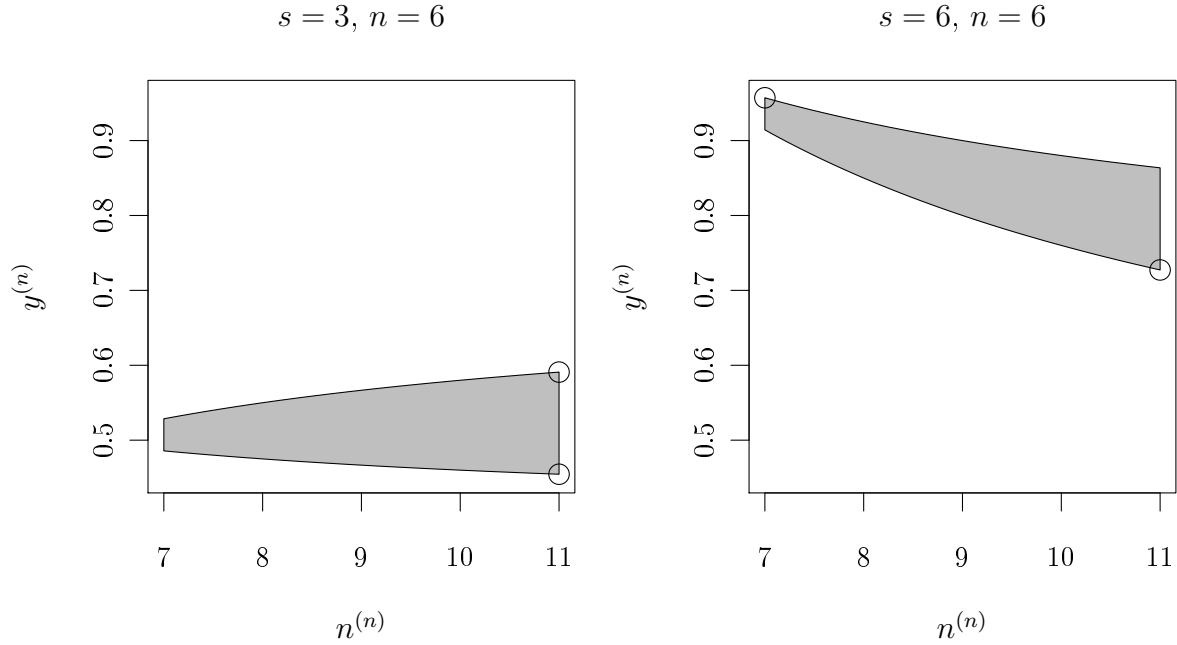 s = 3, n = 6
0.9
0.8
0.7
0.6
0.5
y^{(n)}
7 8 9 10 11
n^{(n)}
s = 6, n = 6
0.9
0.8
0.7
0.6
0.5
y^{(n)}
7 8 9 10 11
n^{(n)}